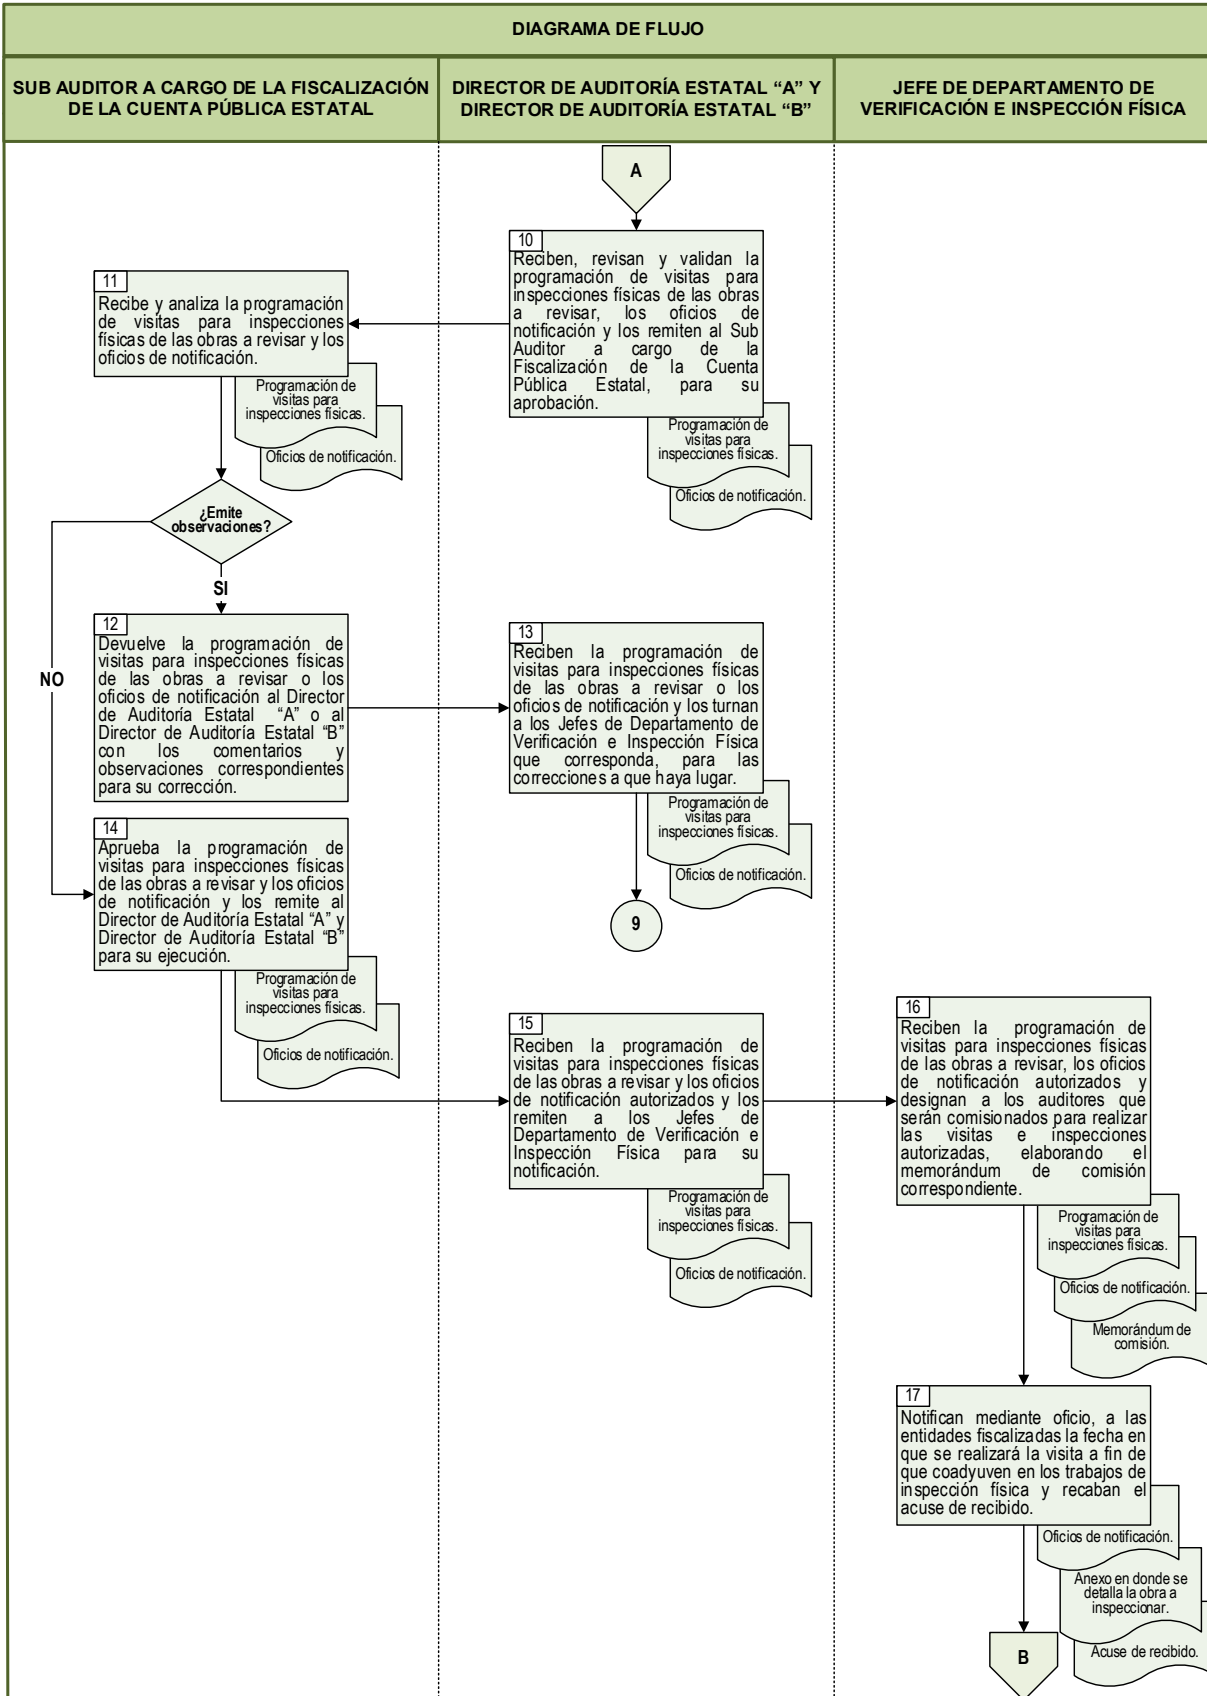 DIAGRAMA DE FLUJO
SUB AUDITOR A CARGO DE LA FISCALIZACIÓN
DE LA CUENTA PÚBLICA ESTATAL
DIRECTOR DE AUDITORÍA ESTATAL “A” Y
DIRECTOR DE AUDITORÍA ESTATAL “B”
JEFE DE DEPARTAMENTO DE
VERIFICACIÓN E INSPECCIÓN FÍSICA
A
10
Reciben, revisan y validan la
programación de visitas para
inspecciones físicas de las obras
a revisar, los oficios de
notificación y los remiten al Sub
Auditor a cargo de la
Fiscalización de la Cuenta
Pública Estatal, para su
aprobación.
Programación de
visitas para
inspecciones físicas.
Oficios de notificación.
11
Recibe y analiza la programación
de visitas para inspecciones
físicas de las obras a revisar y los
oficios de notificación.
Programación de
visitas para
inspecciones físicas.
Oficios de notificación.
¿Emite
observaciones?
SI
NO
12
Devuelve la programación de
visitas para inspecciones físicas
de las obras a revisar o los
oficios de notificación al Director
de Auditoría Estatal “A” o al
Director de Auditoría Estatal “B”
con los comentarios y
observaciones correspondientes
para su corrección.
13
Reciben la programación de
visitas para inspecciones físicas
de las obras a revisar o los
oficios de notificación y los turnan
a los Jefes de Departamento de
Verificación e Inspección Física
que corresponda, para las
correcciones a que haya lugar.
Programación de
visitas para
inspecciones físicas.
Oficios de notificación.
9
14
Aprueba la programación de
visitas para inspecciones físicas
de las obras a revisar y los oficios
de notificación y los remite al
Director de Auditoría Estatal “A” y
Director de Auditoría Estatal “B”
para su ejecución.
Programación de
visitas para
inspecciones físicas.
Oficios de notificación.
15
Reciben la programación de
visitas para inspecciones físicas
de las obras a revisar y los oficios
de notificación autorizados y los
remiten a los Jefes de
Departamento de Verificación e
Inspección Física para su
notificación.
Programación de
visitas para
inspecciones físicas.
Oficios de notificación.
16
Reciben la programación de
visitas para inspecciones físicas
de las obras a revisar, los oficios
de notificación autorizados y
designan a los auditores que
serán comisionados para realizar
las visitas e inspecciones
autorizadas, elaborando el
memorándum de comisión
correspondiente.
Programación de
visitas para
inspecciones físicas.
Oficios de notificación.
Memorándum de
comisión.
17
Notifican mediante oficio, a las
entidades fiscalizadas la fecha en
que se realizará la visita a fin de
que coadyuven en los trabajos de
inspección física y recaban el
acuse de recibido.
Oficios de notificación.
Anexo en donde se
detalla la obra a
inspeccionar.
Acuse de recibido.
B